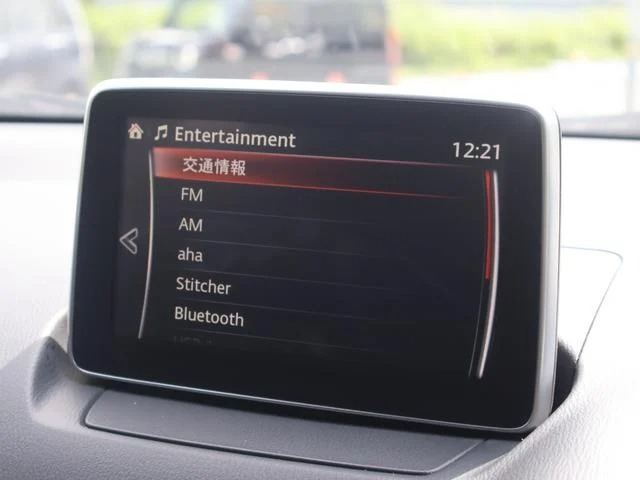 Entertainment
12:21
交通情報
FM
AM
aha
Stitcher
Bluetooth